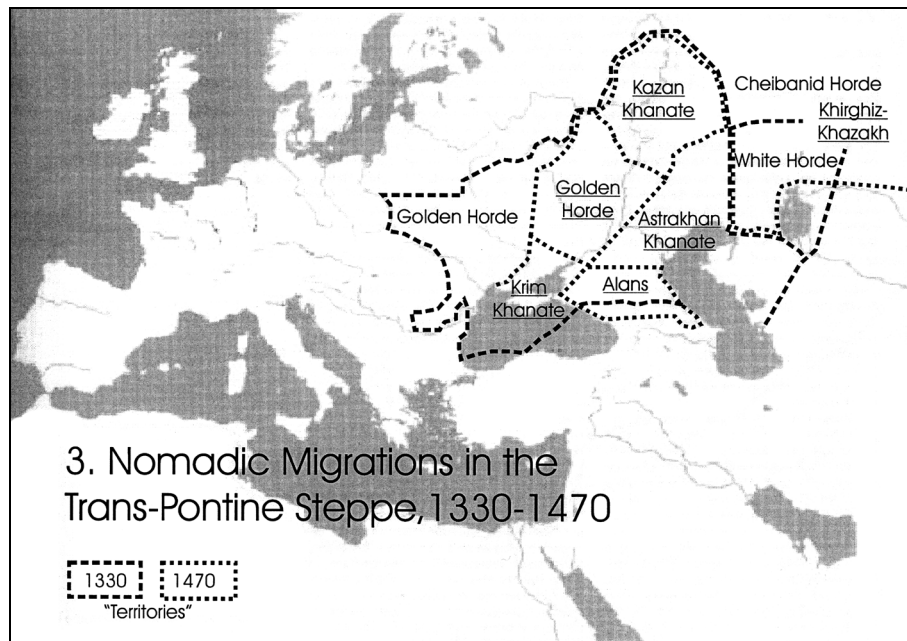 Kazan
Khanate
Cheibanid Horde
Khirghiz-
Khazakh
White Horde
Golden Horde
Golden
Horde
Astrakhan
Khanate
Krim
Khanate
Alans
3. Nomadic Migrations in the
Trans-Pontine Steppe, 1330-1470
1330
1470
"Territories"